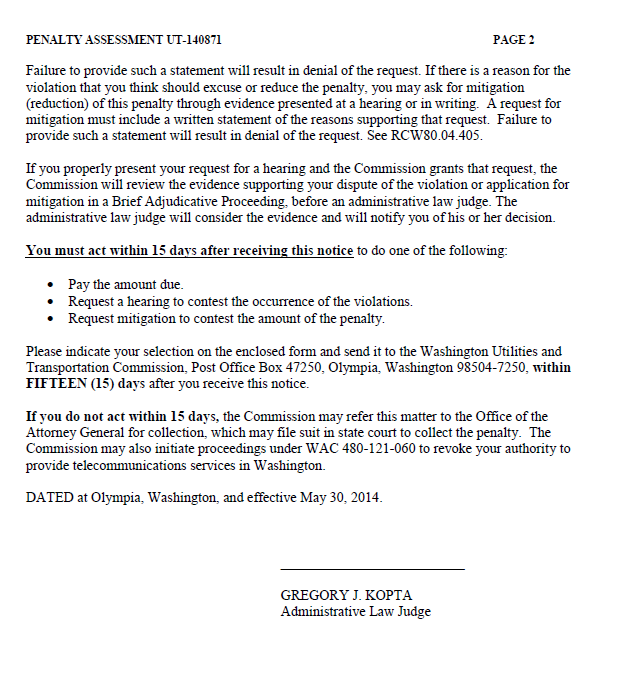 PENALTY ASSESSMENT UT-140871 PAGE 2
Failure to provide such a statement will result in denial of the request. If there is a reason for the
violation that you think should excuse or reduce the penalty, you may ask for mitigation
(reduction) of this penalty through evidence presented at a hearing or in writing. A request for
mitigation must include a written statement of the reasons supporting that request. Failure to
provide such a statement will result in denial of the request. See RCW80.04.405.
If you properly present your request for a hearing and the Commission grants that request, the
Commission will review the evidence supporting your dispute of the violation or application for
mitigation in a Brief Adjudicative Proceeding, before an administrative law judge. The
administrative law judge will consider the evidence and will notify you of his or her decision.
You must act within 15 days after receiving this notice to do one of the following:
• Pay the amount due.
• Request a hearing to contest the occurrence of the violations.
• Request mitigation to contest the amount of the penalty.
Please indicate your selection on the enclosed form and send it to the Washington Utilities and
Transportation Commission, Post Office Box 47250, Olympia, Washington 98504-7250, within
FIFTEEN (15) days after you receive this notice.
If you do not act within 15 days, the Commission may refer this matter to the Office of the
Attorney General for collection, which may file suit in state court to collect the penalty. The
Commission may also initiate proceedings under WAC 480-121-060 to revoke your authority to
provide telecommunications services in Washington.
DATED at Olympia, Washington, and effective May 30, 2014.
GREGORY J. KOPTA
Administrative Law Judge